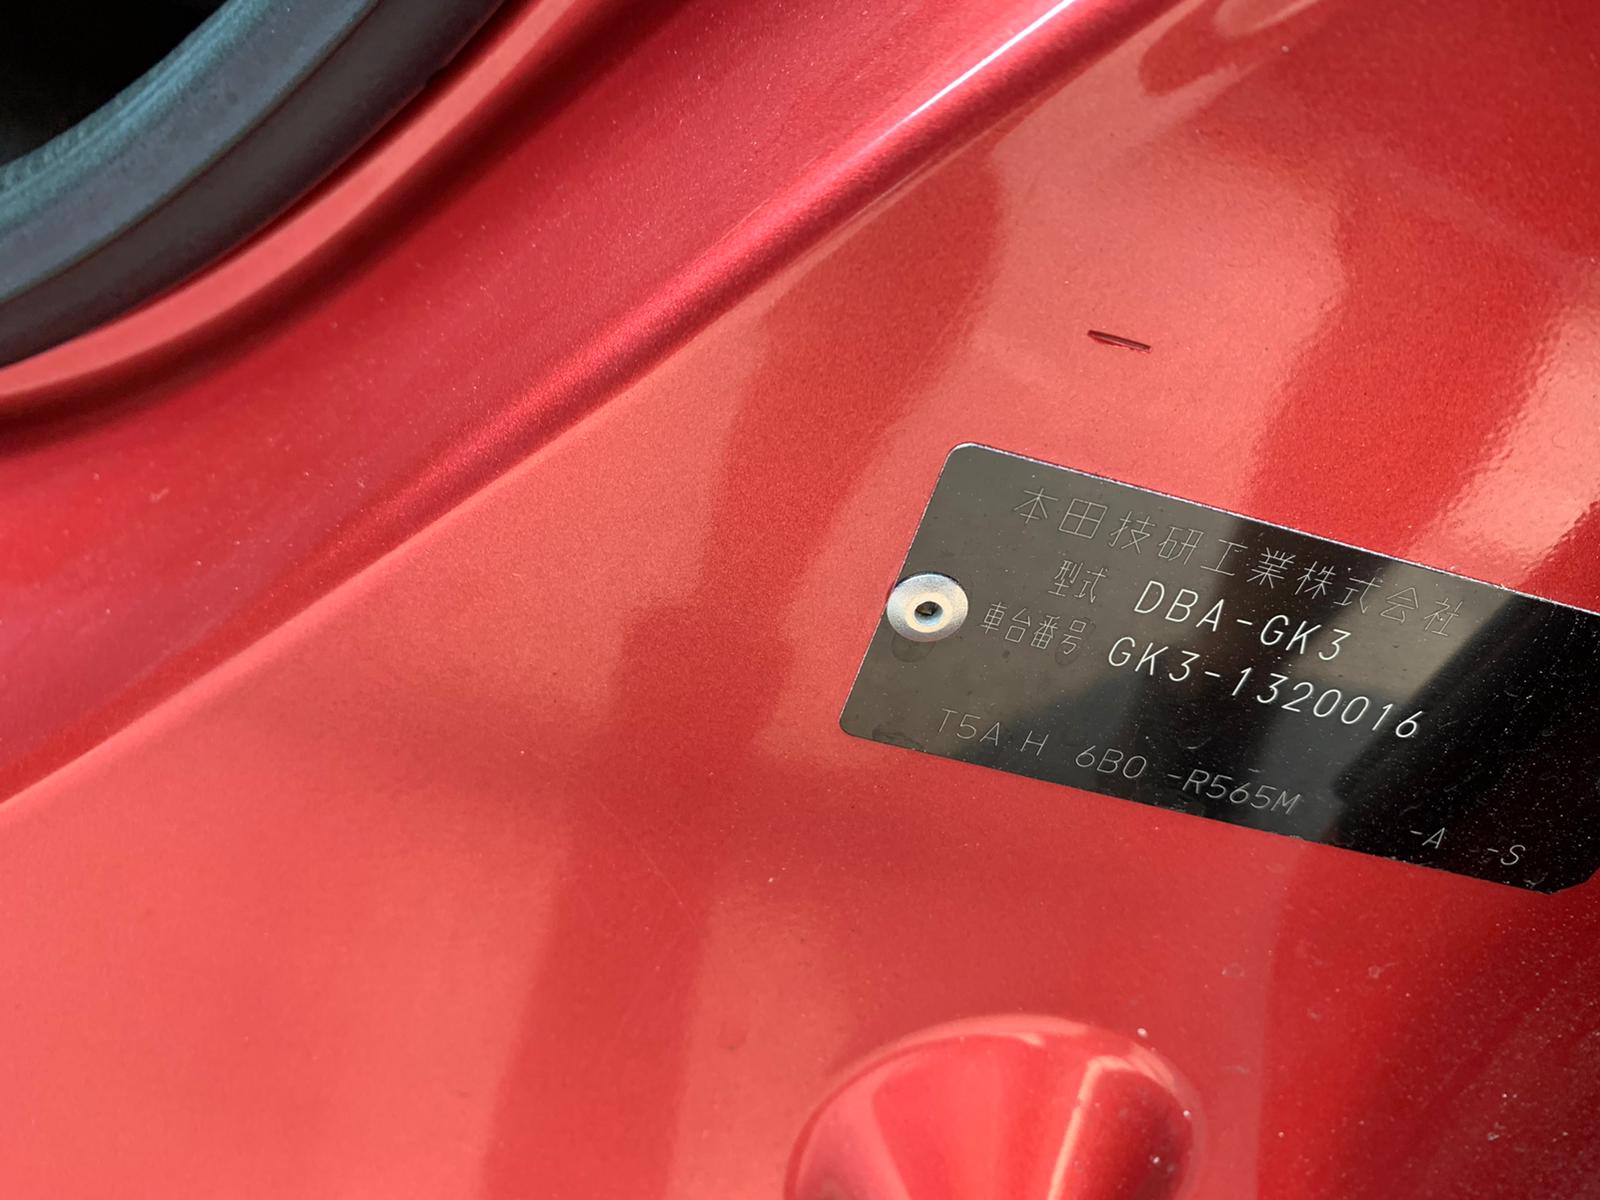 本田技研工業株式会社
型式 DBA-GK3
車台番号 GK3-1320016
T5A H 6B0 -R565M -A -S